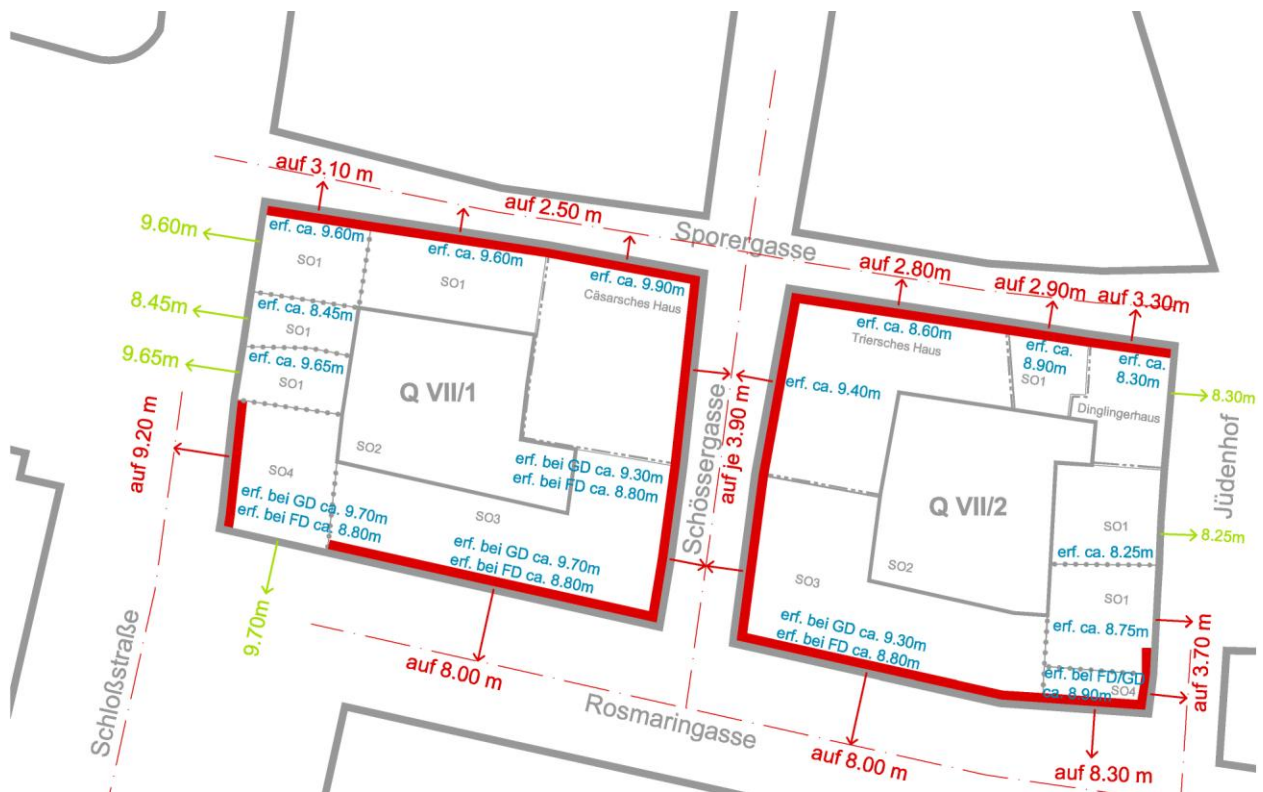 auf 3.10 m
auf 2.50 m
Sporergasse
9.60m
erf. ca. 9.60m
erf. ca. 9.60m
erf. ca. 9.90m
SO1
SO1
Cäsarsches Haus
8.45m
erf. ca. 8.45m
SO1
9.65m
erf. ca. 9.65m
SO1
Q VII/1
SO2
auf 9.20 m
SO4
erf. bei GD ca. 9.70m
erf. bei FD ca. 8.80m
erf. bei GD ca. 9.30m
erf. bei FD ca. 8.80m
SO3
erf. bei GD ca. 9.70m
erf. bei FD ca. 8.80m
9.70m
auf 8.00 m
Schloßstraße
Schössergasse
auf je 3.90 m
Rosmaringasse
auf 2.80m
auf 2.90m
auf 3.30m
erf. ca. 8.60m
Triersches Haus
erf. ca.
8.90m
SO1
erf. ca.
8.30m
Dinglingerhaus
8.30m
erf. ca. 9.40m
Q VII/2
SO2
Jüdenhof
SO1
erf. ca. 8.25m
8.25m
SO3
SO1
erf. ca. 8.75m
erf. bei GD ca. 9.30m
erf. bei FD ca. 8.80m
erf. bei FD/GD
ca. 8.90m
SO4
auf 3.70 m
auf 8.00 m
auf 8.30 m